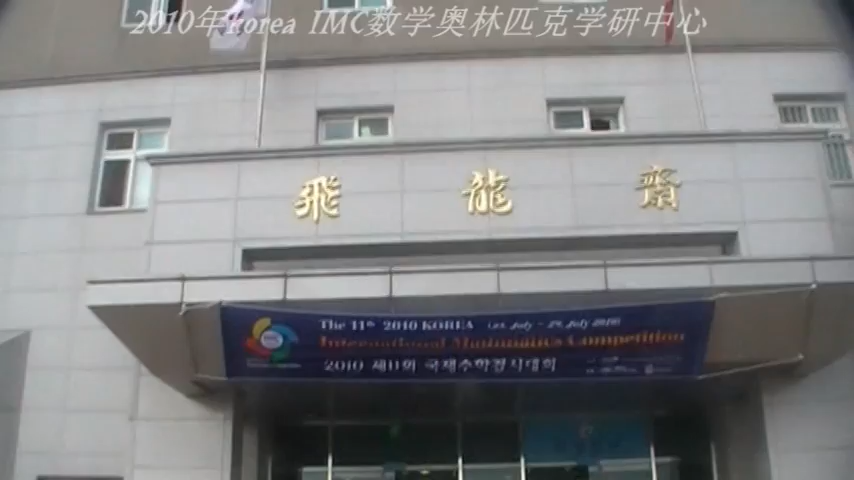 2010年korea IMC数学奥林匹克学研中心
飛龍齋
The 11th 2010 KOREA
International Mathematics Competition
2010 제11회 국제수학경시대회